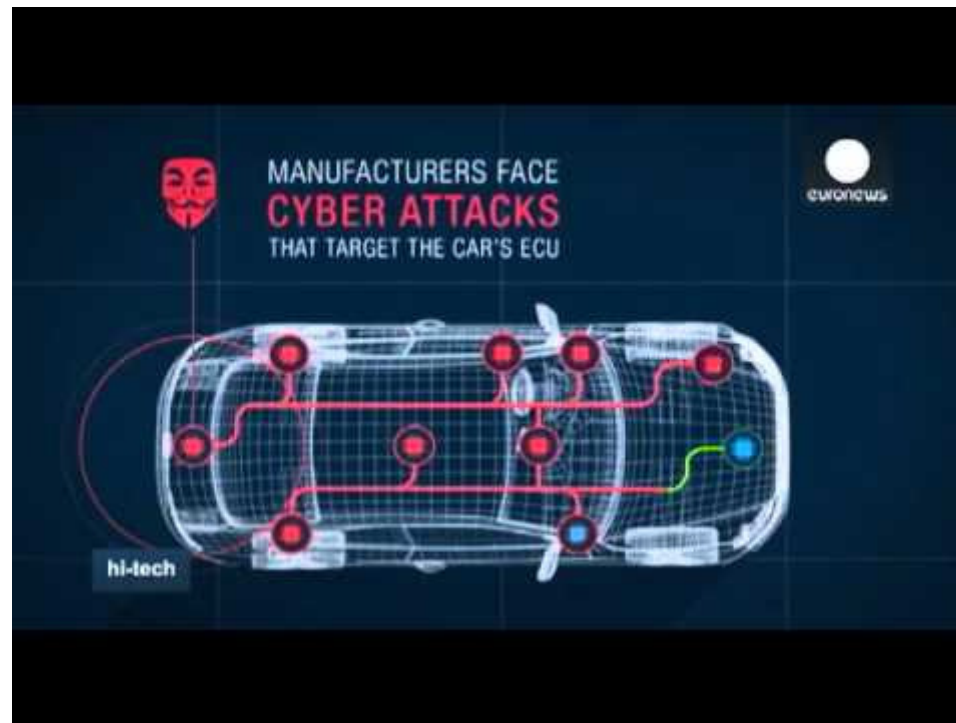 MANUFACTURERS FACE
CYBER ATTACKS
THAT TARGET THE CAR'S ECU
euronews
hi-tech